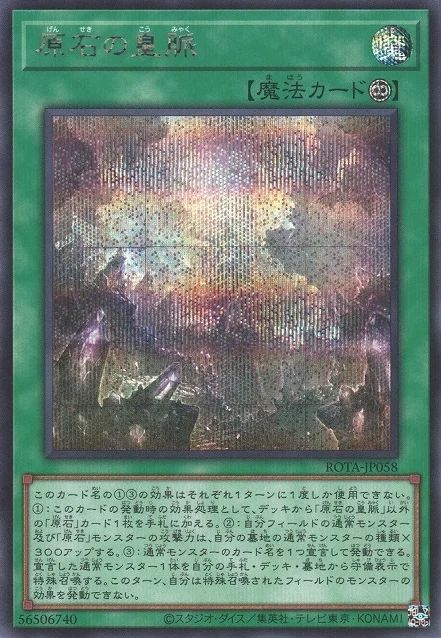 原石の皇脈
【魔法カード】
ROTA-JP058
このカード名の①③の効果はそれぞれ1ターンに1度しか使用できない。
①：このカードの発動時の効果処理として、デッキから「原石の皇脈」以外
の「原石」カード1枚を手札に加える。②：自分フィールドの通常モンスター
及び「原石」モンスターの攻撃力は、自分の墓地の通常モンスターの種類×
300アップする。③：通常モンスターのカード名を1つ宣言して発動できる。
宣言した通常モンスター1体を自分の手札・デッキ・墓地から守備表示で
特殊召喚する。このターン、自分は特殊召喚されたフィールドのモンスターの
効果を発動できない。
56506740 ©スタジオ・ダイス／集英社・テレビ東京・KONAMI